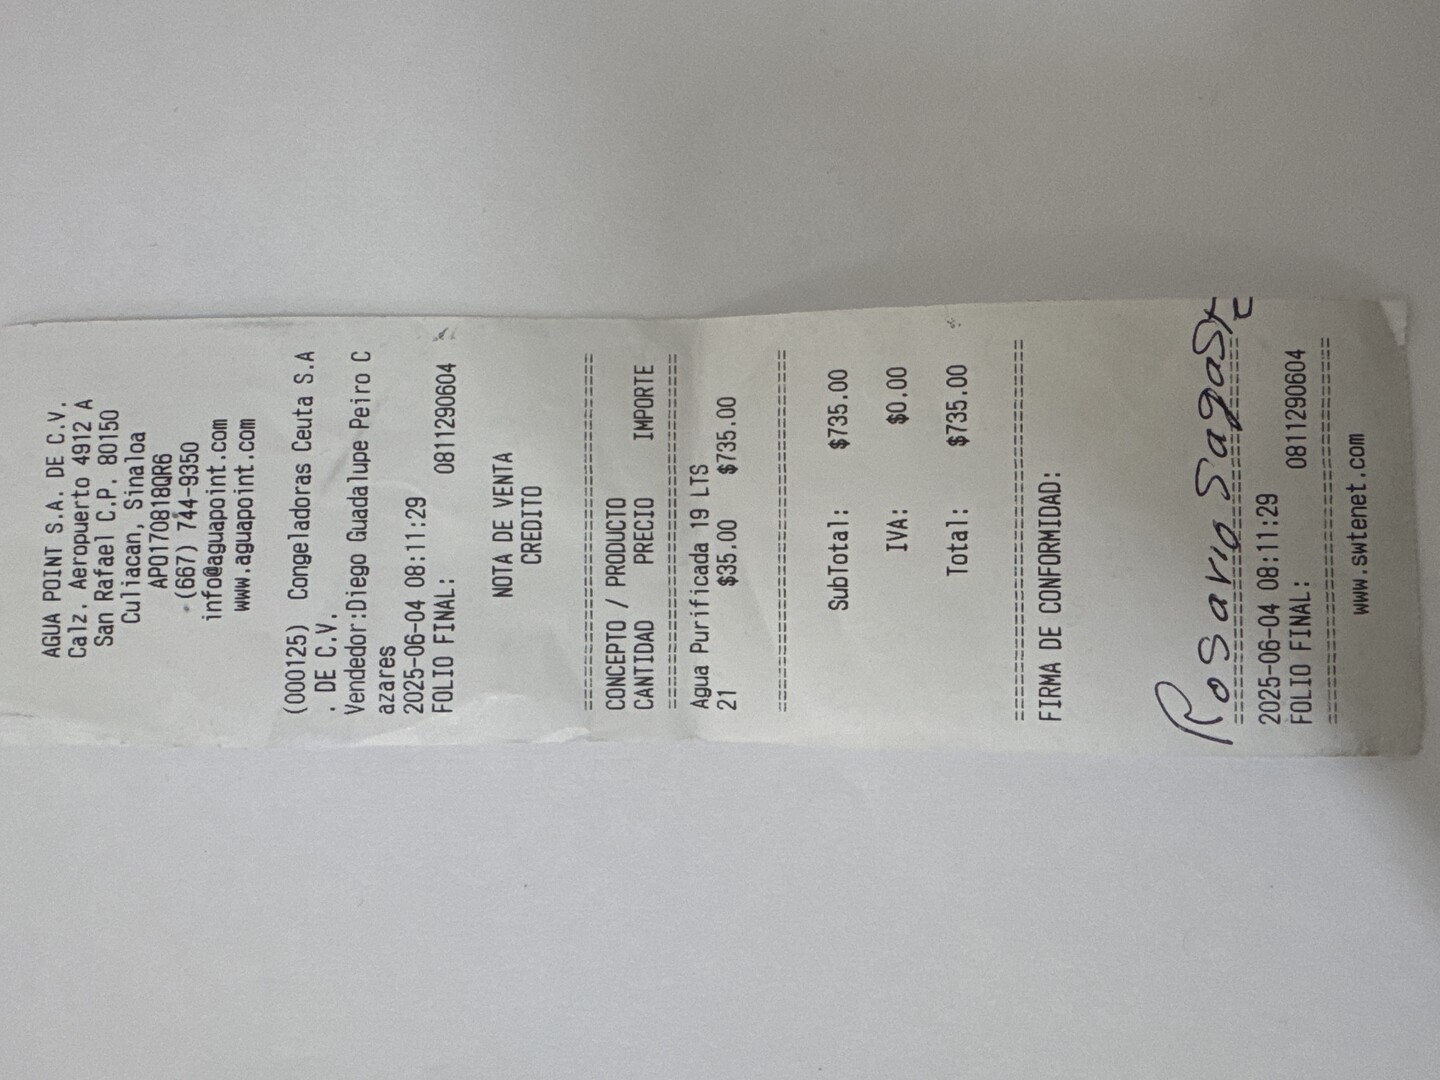 AGUA POINT S.A. DE C.V.
Calz. Aeropuerto 4912 A
San Rafael C.P. 80150
Culiacan, Sinaloa
APO170818QR6
(667) 744-9350
info@aguapoint.com
www.aguapoint.com
(000125) Congeladoras Ceuta S.A
. DE C.V.
Vendedor:Diego Guadalupe Peiro C
azares
2025-06-04 08:11:29
FOLIO FINAL: 0811290604
NOTA DE VENTA
CREDITO
================================
CONCEPTO / PRODUCTO
CANTIDAD PRECIO IMPORTE
================================
Agua Purificada 19 LTS
21 $35.00 $735.00
================================
SubTotal: $735.00
IVA: $0.00
Total: $735.00
================================
FIRMA DE CONFORMIDAD:
Rosario Sagaste
================================
2025-06-04 08:11:29
FOLIO FINAL: 0811290604
================================
www.swtenet.com